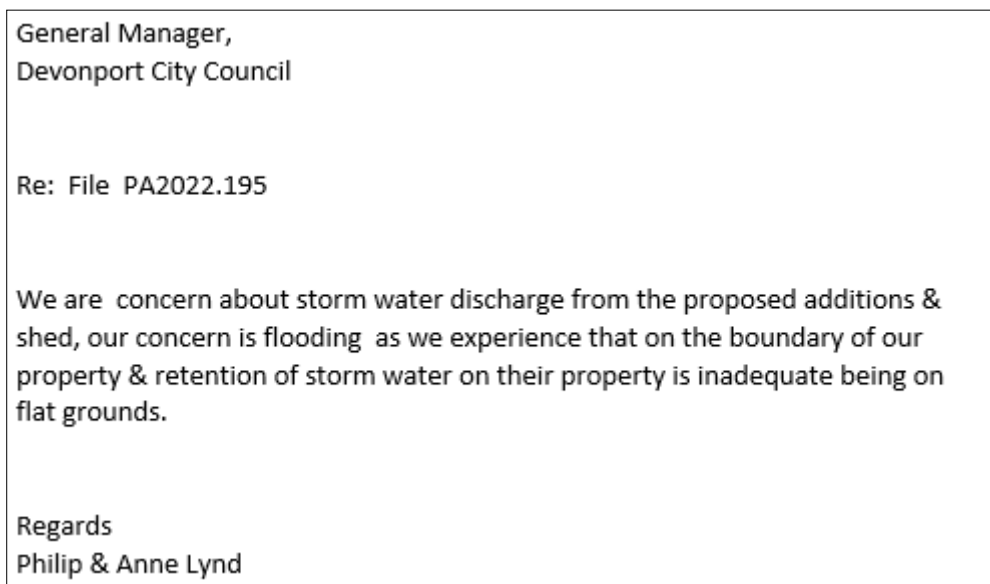 General Manager,
Devonport City Council
Re:  File  PA2022.195
We are  concern about storm water discharge from the proposed additions &
shed, our concern is flooding  as we experience that on the boundary of our
property & retention of storm water on their property is inadequate being on
flat grounds.
Regards
Philip & Anne Lynd